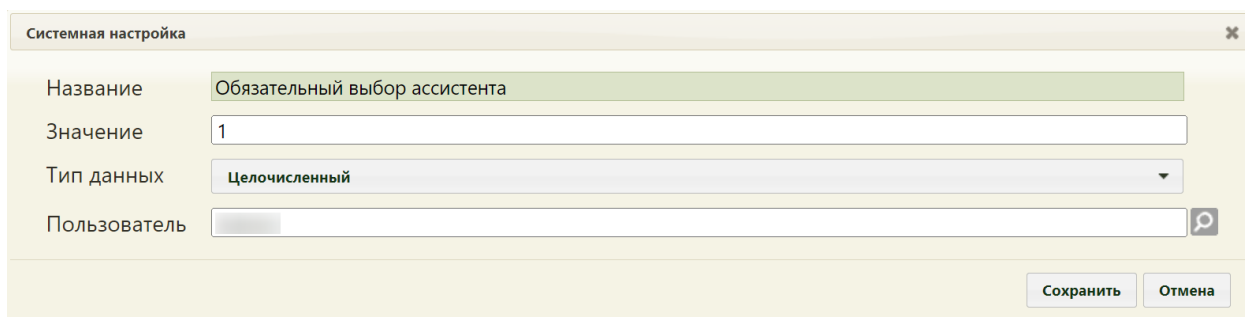 Системная настройка
Название Обязательный выбор ассистента
Значение 1
Тип данных Целочисленный
Пользователь
Сохранить Отмена